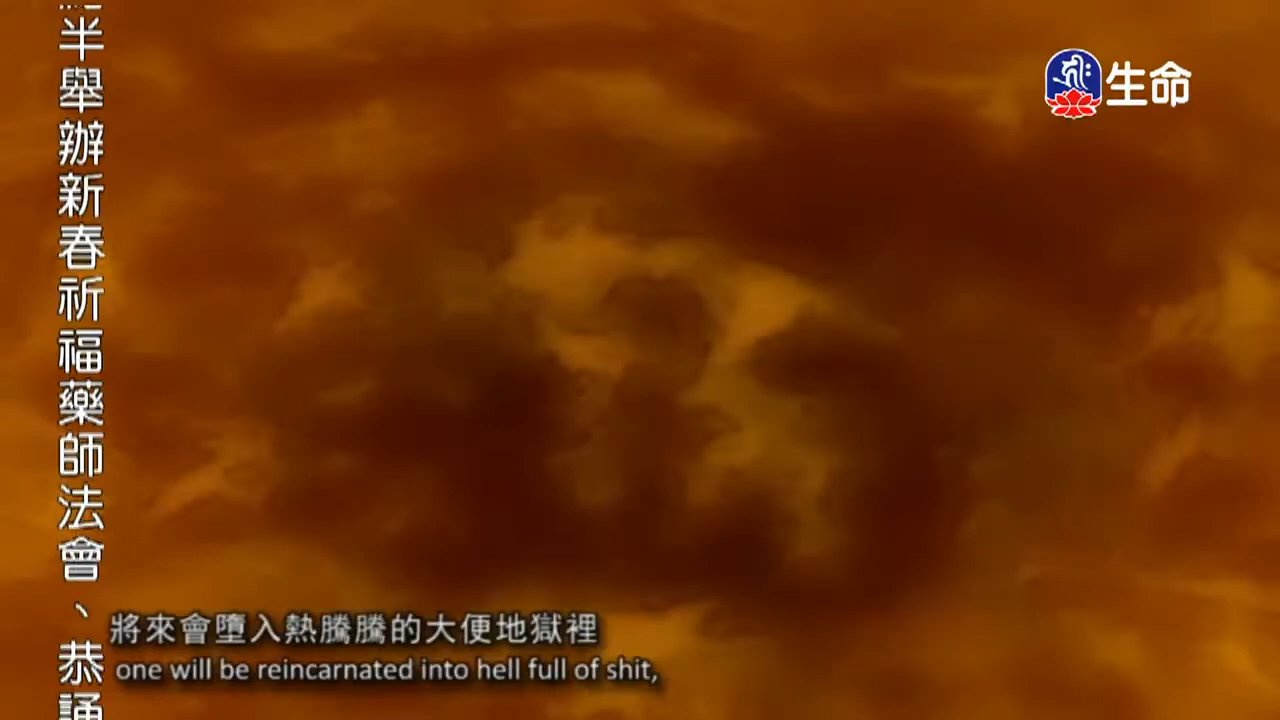 半舉辦新春祈福藥師法會、恭誦
生命
將來會墮入熱騰騰的大便地獄裡
one will be reincarnated into hell full of shit,